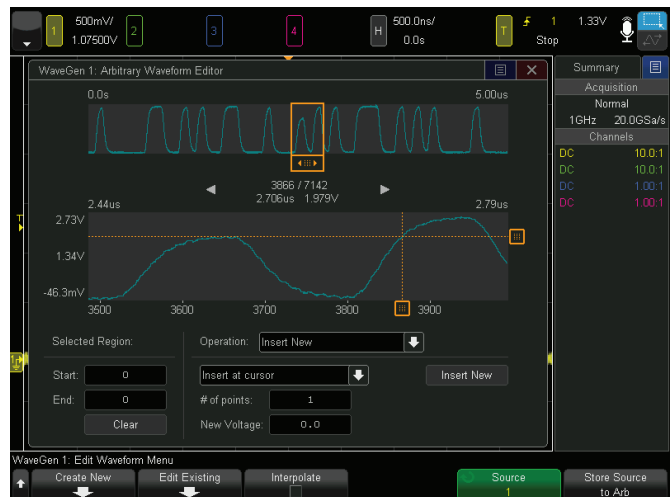 1
500mV/
1.07500V
2
3
4
H
500.0ns/
0.0s
T
1
1.33V
Stop
WaveGen 1: Arbitrary Waveform Editor
0.0s
5.00us
3866 / 7142
2.706us 1.979V
2.44us
2.79us
2.73V
1.34V
-46.3mV
3500
3600
3700
3800
3900
Selected Region:
Operation:
Insert New
Start:
0
Insert at cursor
Insert New
End:
0
# of points:
1
Clear
New Voltage:
0.0
Summary
Acquisition
Normal
1GHz
20.0GSa/s
Channels
DC
10.0:1
DC
10.0:1
DC
1.00:1
DC
1.00:1
T
WaveGen 1: Edit Waveform Menu
Create New
Edit Existing
Interpolate
Source
1
Store Source
to Arb